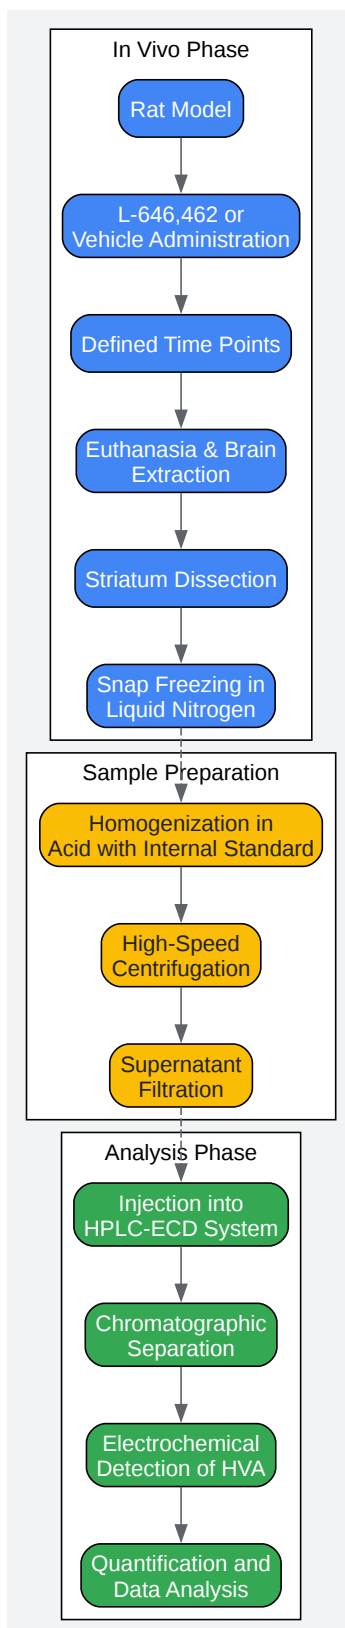 In Vivo Phase
Rat Model
L-646,462 or
Vehicle Administration
Defined Time Points
Euthanasia & Brain
Extraction
Striatum Dissection
Snap Freezing in
Liquid Nitrogen
Sample Preparation
Homogenization in
Acid with Internal Standard
High-Speed
Centrifugation
Supernatant
Filtration
Analysis Phase
Injection into
HPLC-ECD System
Chromatographic
Separation
Electrochemical
Detection of HVA
Quantification and
Data Analysis